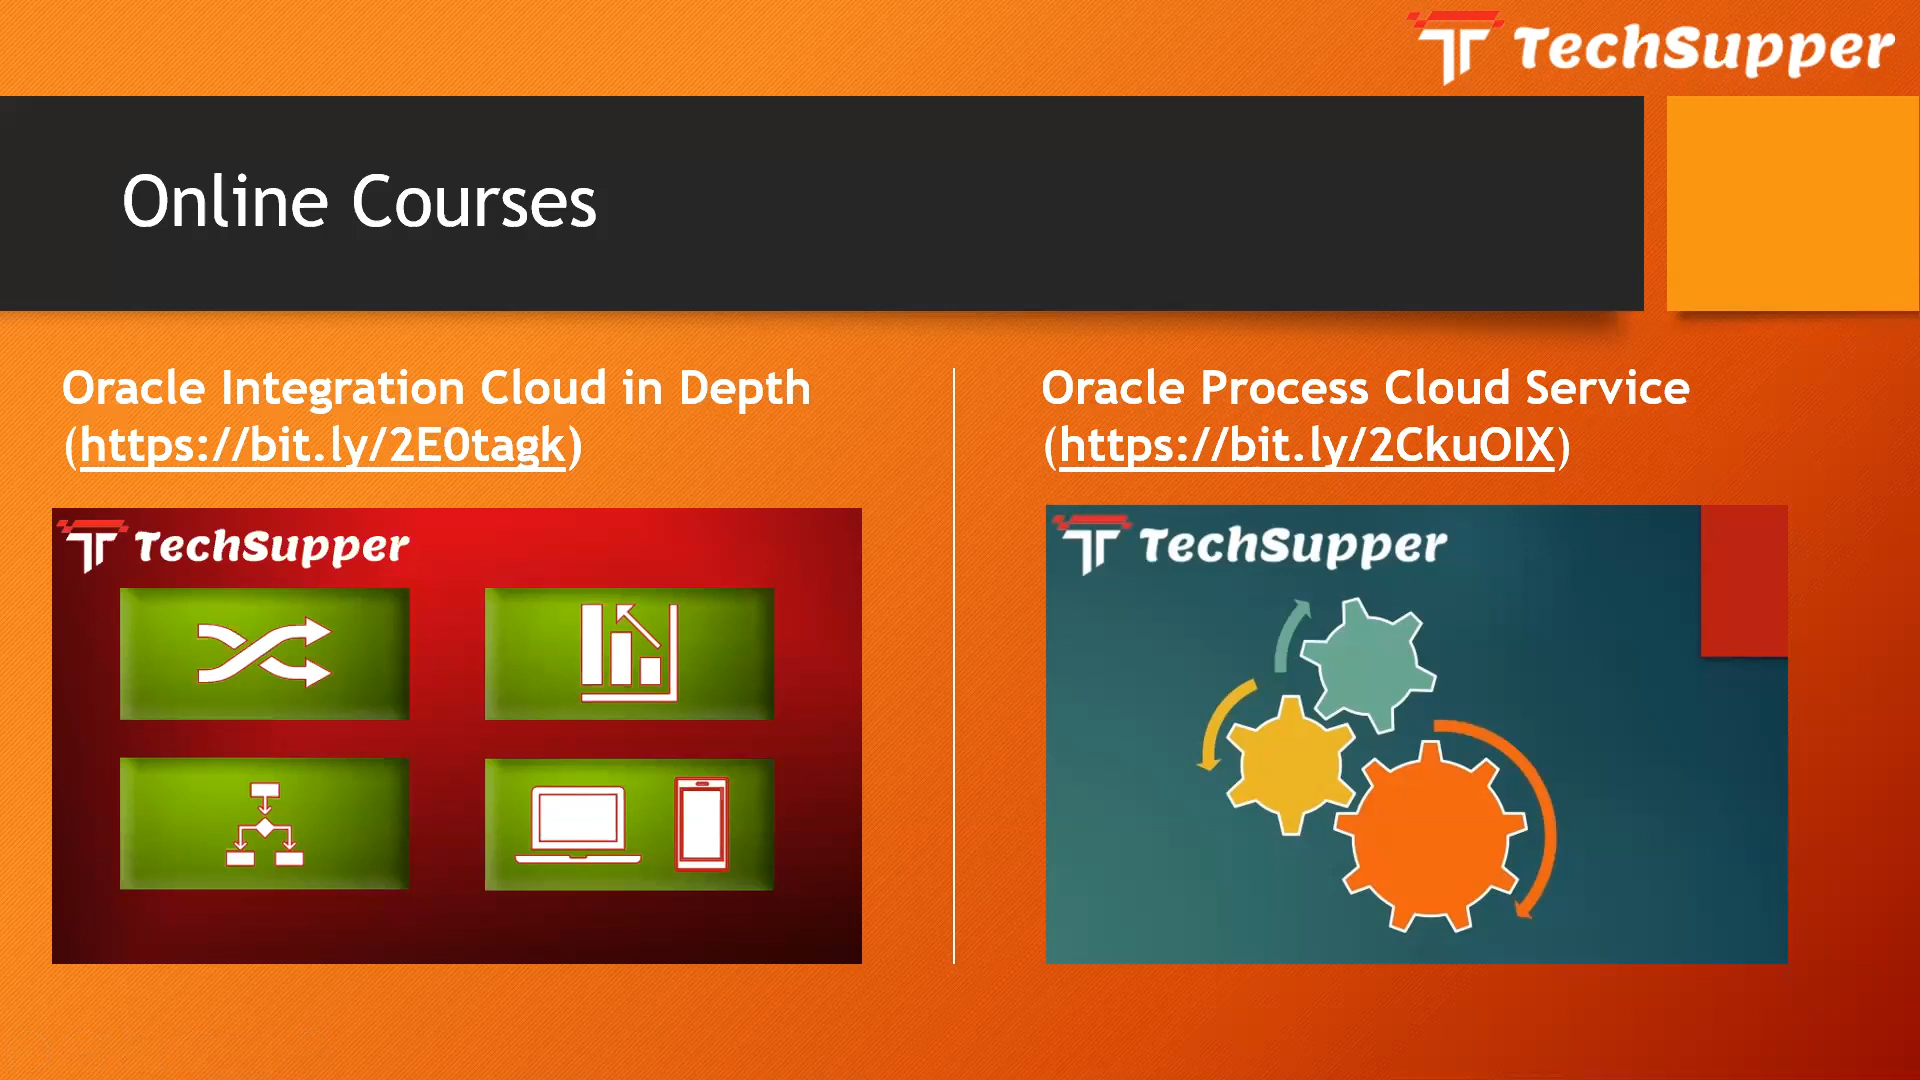 TechSupper
Online Courses
Oracle Integration Cloud in Depth
(https://bit.ly/2E0tagk)
TechSupper
Oracle Process Cloud Service
(https://bit.ly/2CkuOIX)
TechSupper